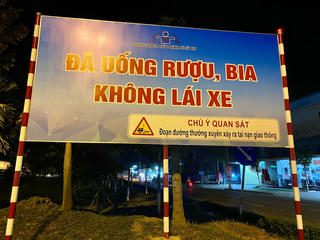 ĐÃ UỐNG RƯỢU, BIA
KHÔNG LÁI XE
CHÚ Ý QUAN SÁT
Đoạn đường thường xuyên xảy ra tai nạn giao thông